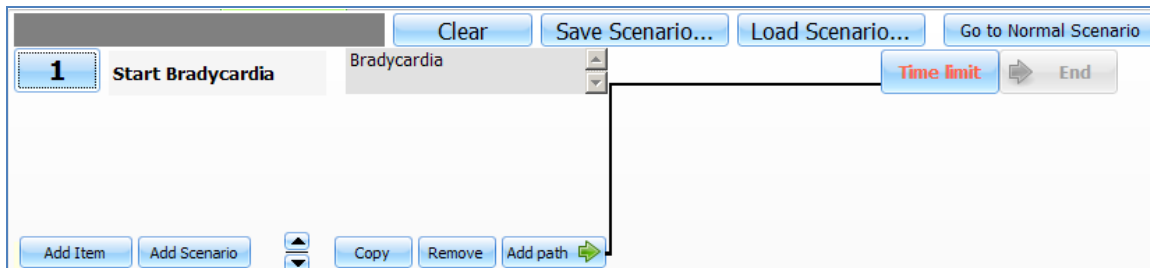 Clear Save Scenario... Load Scenario... Go to Normal Scenario
1 Start Bradycardia Bradycardia Time limit End
Add Item Add Scenario Copy Remove Add path